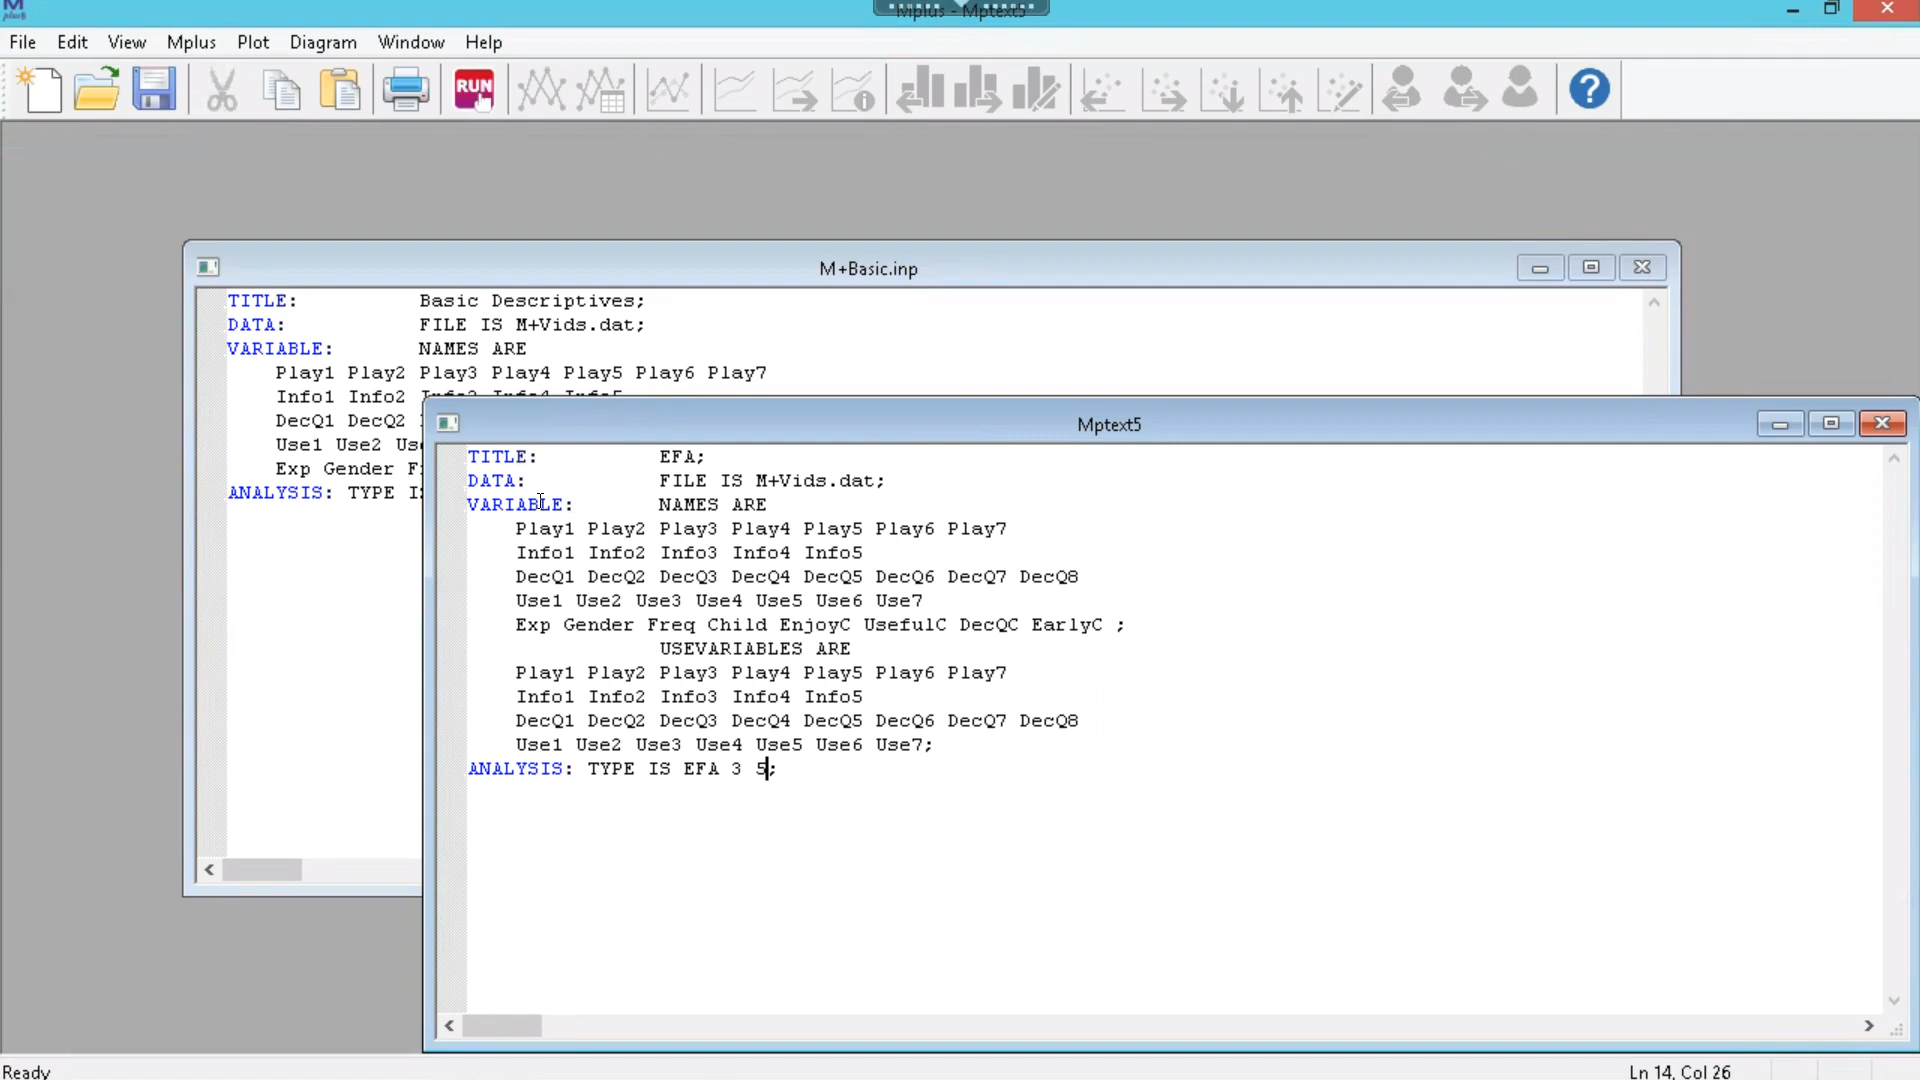 Mplus - Mptext5
File Edit View Mplus Plot Diagram Window Help
RUN
?
M+Basic.inp
TITLE: Basic Descriptives;
DATA: FILE IS M+Vids.dat;
VARIABLE: NAMES ARE
Play1 Play2 Play3 Play4 Play5 Play6 Play7
Info1 Info2 Info3 Info4 Info5
DecQ1 DecQ2
Use1 Use2
Exp Gender
ANALYSIS: TYPE
Mptext5
TITLE: EFA;
DATA: FILE IS M+Vids.dat;
VARIABLE: NAMES ARE
Play1 Play2 Play3 Play4 Play5 Play6 Play7
Info1 Info2 Info3 Info4 Info5
DecQ1 DecQ2 DecQ3 DecQ4 DecQ5 DecQ6 DecQ7 DecQ8
Use1 Use2 Use3 Use4 Use5 Use6 Use7
Exp Gender Freq Child EnjoyC UsefulC DecQC EarlyC ;
USEVARIABLES ARE
Play1 Play2 Play3 Play4 Play5 Play6 Play7
Info1 Info2 Info3 Info4 Info5
DecQ1 DecQ2 DecQ3 DecQ4 DecQ5 DecQ6 DecQ7 DecQ8
Use1 Use2 Use3 Use4 Use5 Use6 Use7;
ANALYSIS: TYPE IS EFA 3 5;
Ready
Ln 14, Col 26